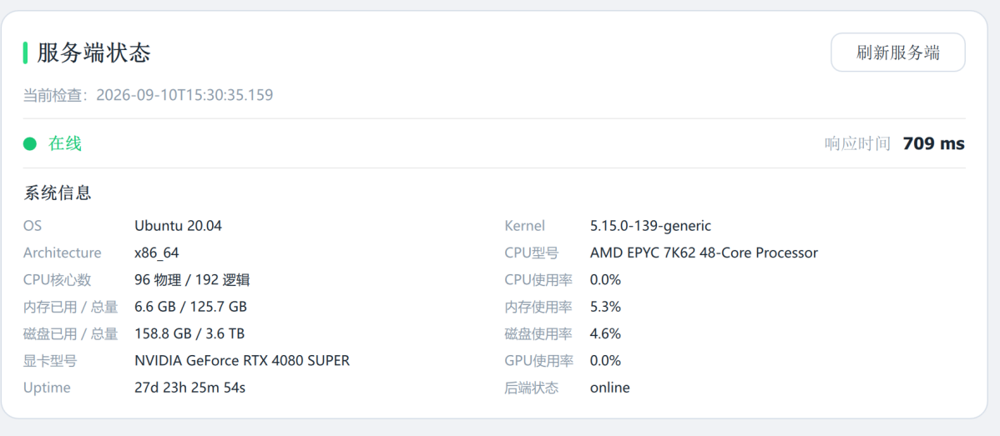 服务端状态
刷新服务端
当前检查：2026-09-10T15:30:35.159
在线
响应时间 709 ms
系统信息
OS Ubuntu 20.04 Kernel 5.15.0-139-generic
Architecture x86_64 CPU型号 AMD EPYC 7K62 48-Core Processor
CPU核心数 96 物理 / 192 逻辑 CPU使用率 0.0%
内存已用 / 总量 6.6 GB / 125.7 GB 内存使用率 5.3%
磁盘已用 / 总量 158.8 GB / 3.6 TB 磁盘使用率 4.6%
显卡型号 NVIDIA GeForce RTX 4080 SUPER GPU使用率 0.0%
Uptime 27d 23h 25m 54s 后端状态 online